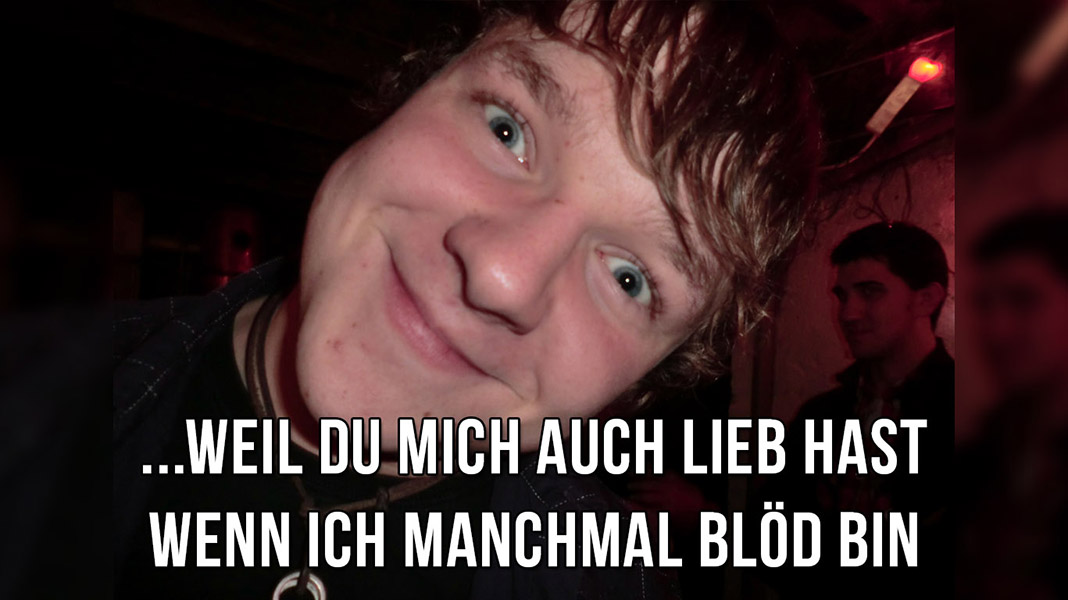 ...WEIL DU MICH AUCH LIEB HAST
WENN ICH MANCHMAL BLÖD BIN